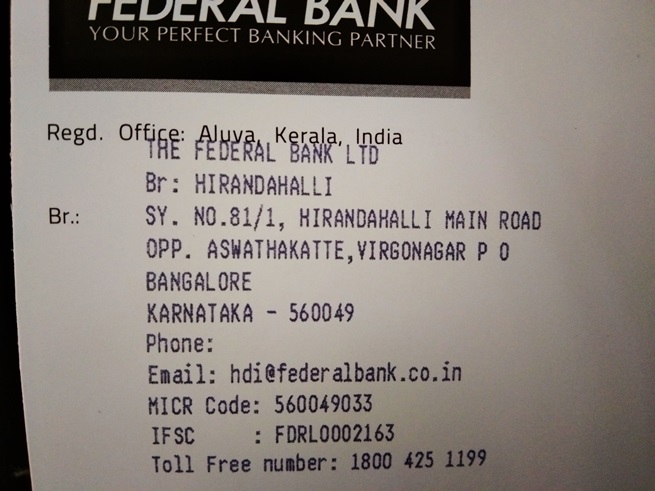 FEDERAL BANK
YOUR PERFECT BANKING PARTNER
Regd. Office: Aluva, Kerala, India
THE FEDERAL BANK LTD
Br: HIRANDAHALLI
Br.: SY. NO.81/1, HIRANDAHALLI MAIN ROAD
OPP. ASWATHAKATTE,VIRGONAGAR P O
BANGALORE
KARNATAKA - 560049
Phone:
Email: hdi@federalbank.co.in
MICR Code: 560049033
IFSC : FDRL0002163
Toll Free number: 1800 425 1199